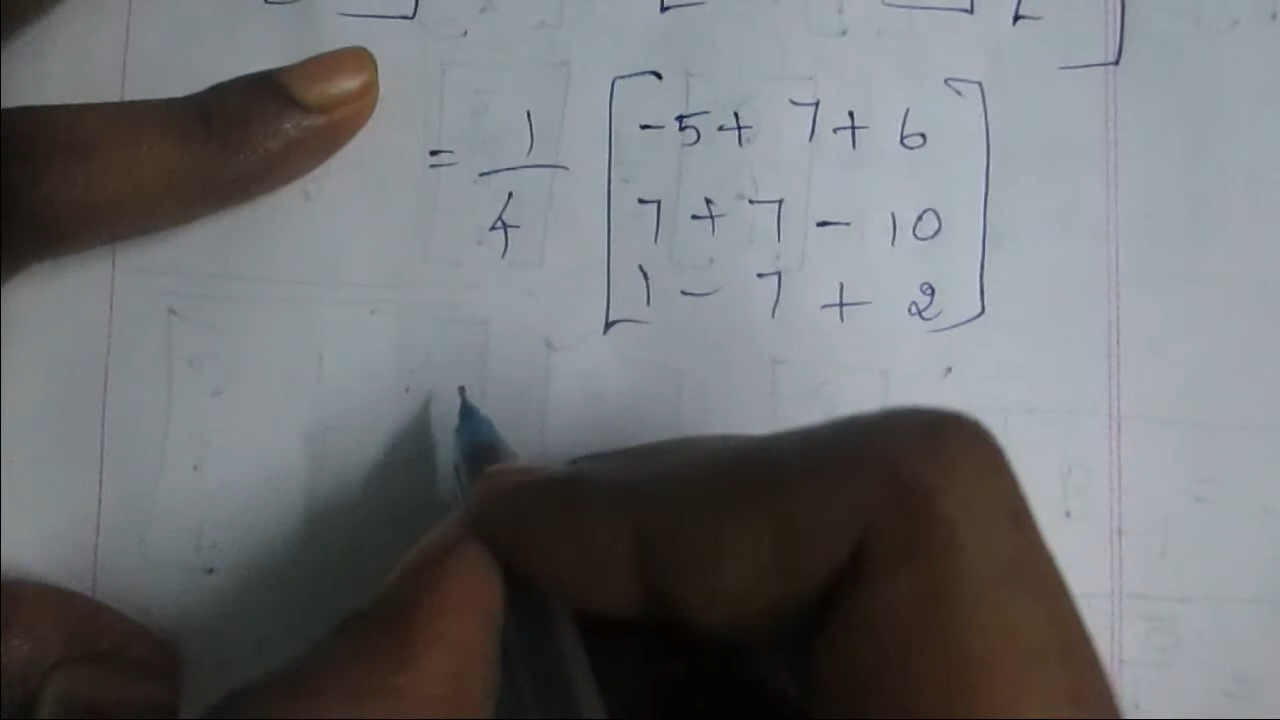 = 1/4 [ -5 + 7 + 6 ]
[ 7 + 7 - 10 ]
[ 1 - 7 + 2 ]